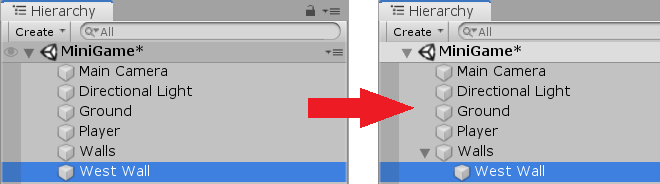 Hierarchy
Create All
MiniGame*
Main Camera
Directional Light
Ground
Player
Walls
West Wall
Hierarchy
Create All
MiniGame*
Main Camera
Directional Light
Ground
Player
Walls
West Wall